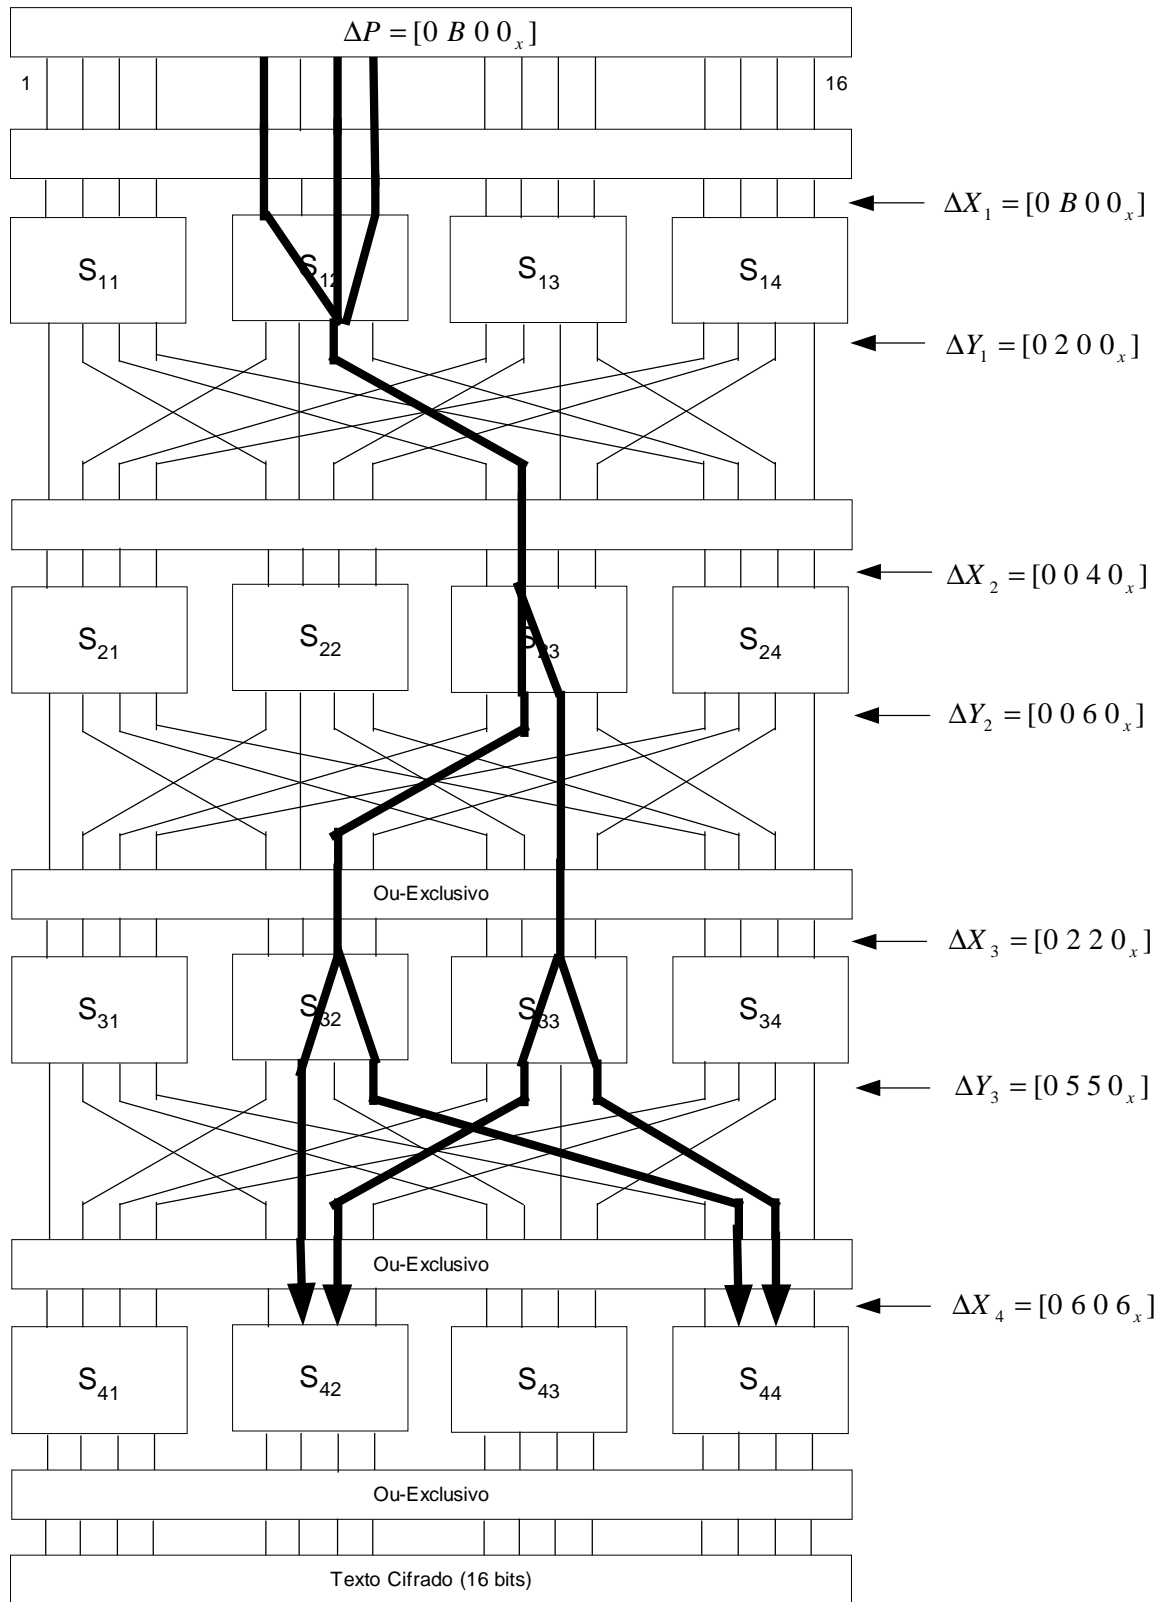 ΔP = [0 B 0 0ₓ]
1
16
ΔX₁ = [0 B 0 0ₓ]
S₁₁
S₁₂
S₁₃
S₁₄
ΔY₁ = [0 2 0 0ₓ]
ΔX₂ = [0 0 4 0ₓ]
S₂₁
S₂₂
S₂₃
S₂₄
ΔY₂ = [0 0 6 0ₓ]
Ou-Exclusivo
ΔX₃ = [0 2 2 0ₓ]
S₃₁
S₃₂
S₃₃
S₃₄
ΔY₃ = [0 5 5 0ₓ]
Ou-Exclusivo
ΔX₄ = [0 6 0 6ₓ]
S₄₁
S₄₂
S₄₃
S₄₄
Ou-Exclusivo
Texto Cifrado (16 bits)